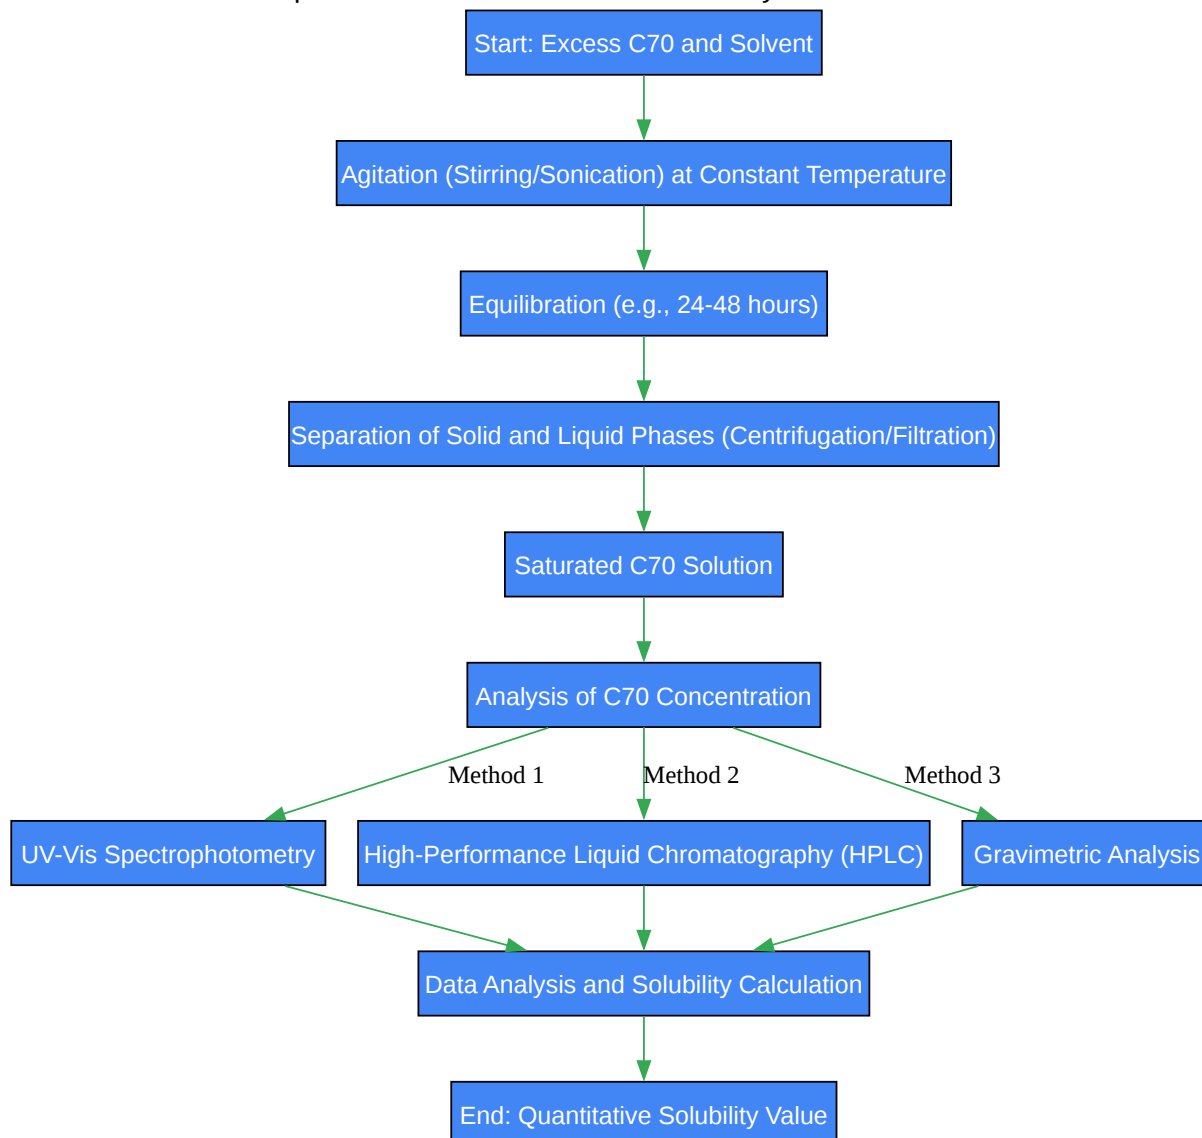 Start: Excess C70 and Solvent
Agitation (Stirring/Sonication) at Constant Temperature
Equilibration (e.g., 24-48 hours)
Separation of Solid and Liquid Phases (Centrifugation/Filtration)
Saturated C70 Solution
Analysis of C70 Concentration
Method 1
Method 2
Method 3
UV-Vis Spectrophotometry
High-Performance Liquid Chromatography (HPLC)
Gravimetric Analysis
Data Analysis and Solubility Calculation
End: Quantitative Solubility Value